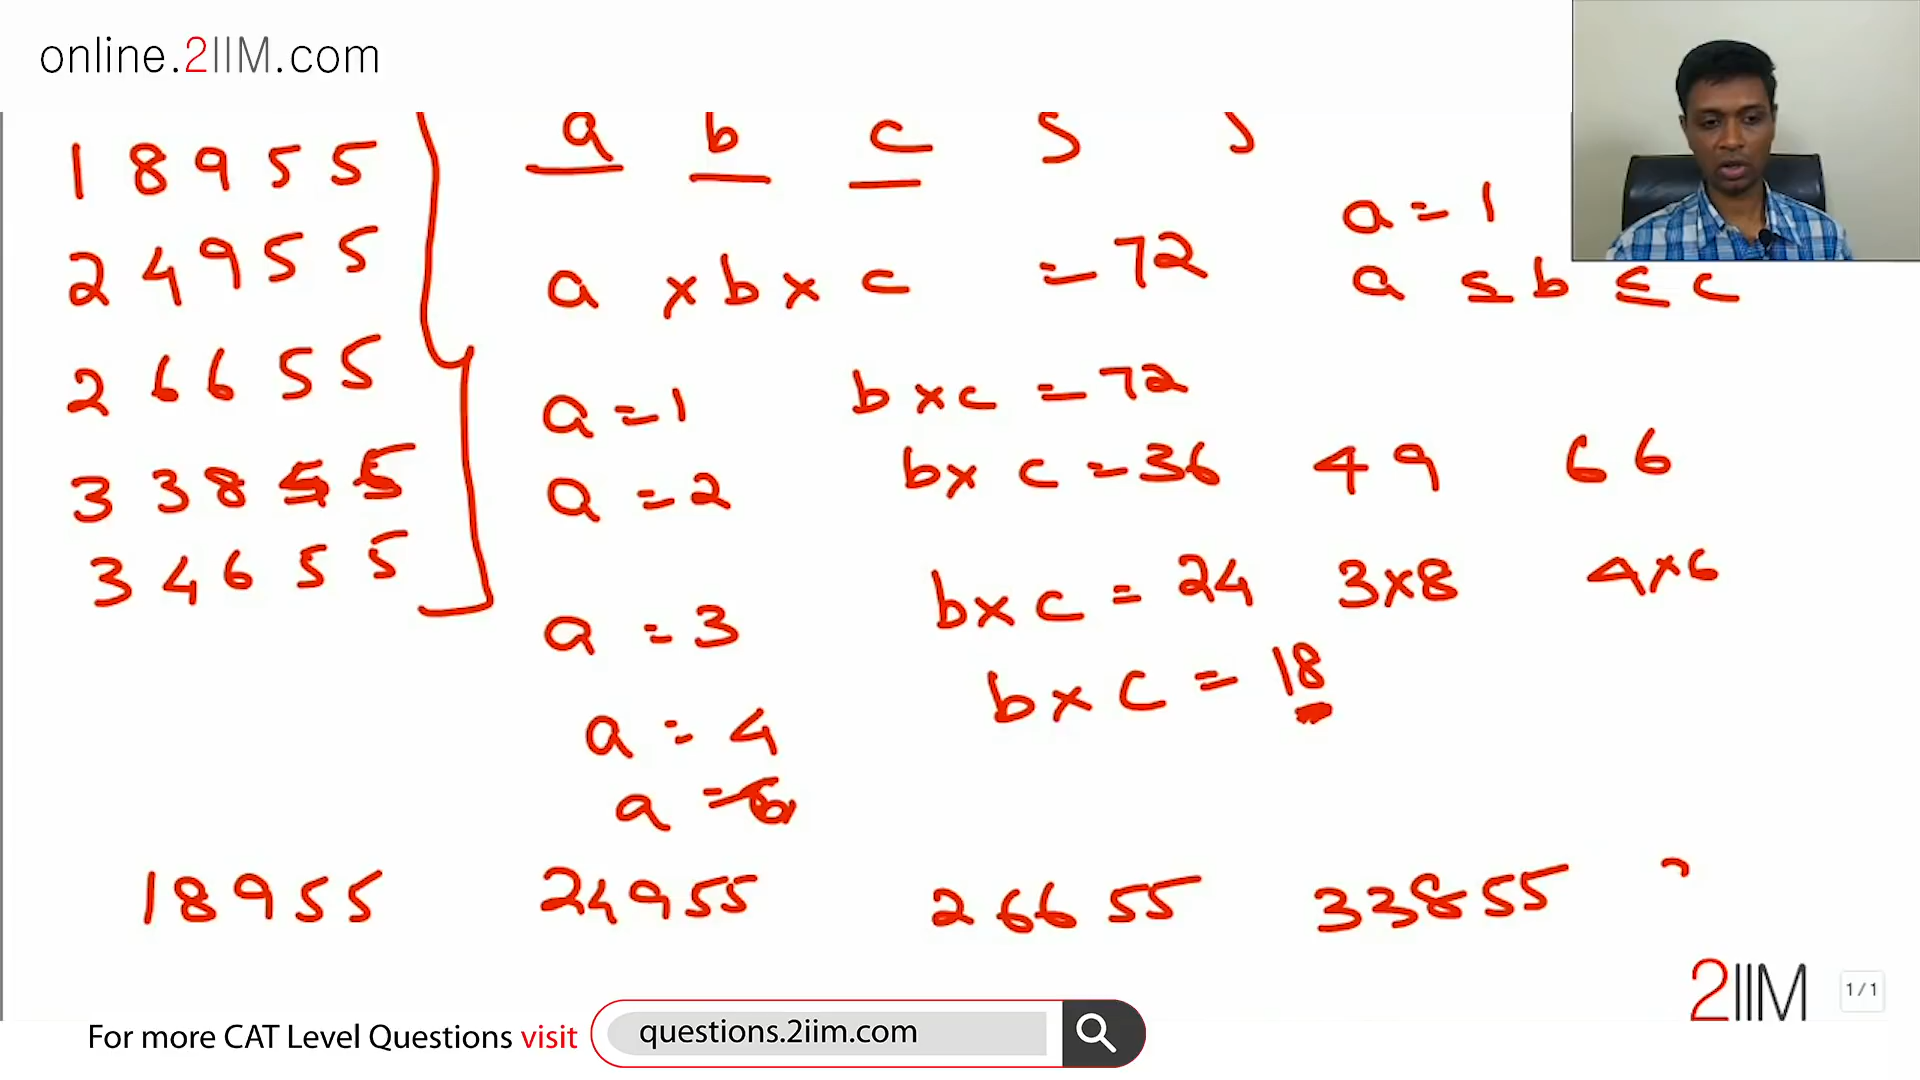 online.2IIM.com
a b c 5 5
1 8 9 5 5
2 4 9 5 5
2 6 6 5 5
3 3 8 5 5
3 4 6 5 5
a × b × c = 72
a = 1
a ≤ b ≤ c
a = 1 b × c = 72
a = 2 b × c = 36 4 9 6 6
a = 3 b × c = 24 3×8 4×6
a = 4 b × c = 18
a = 6
18955 24955 26655 33855
2IIM 1/1
For more CAT Level Questions visit questions.2iim.com